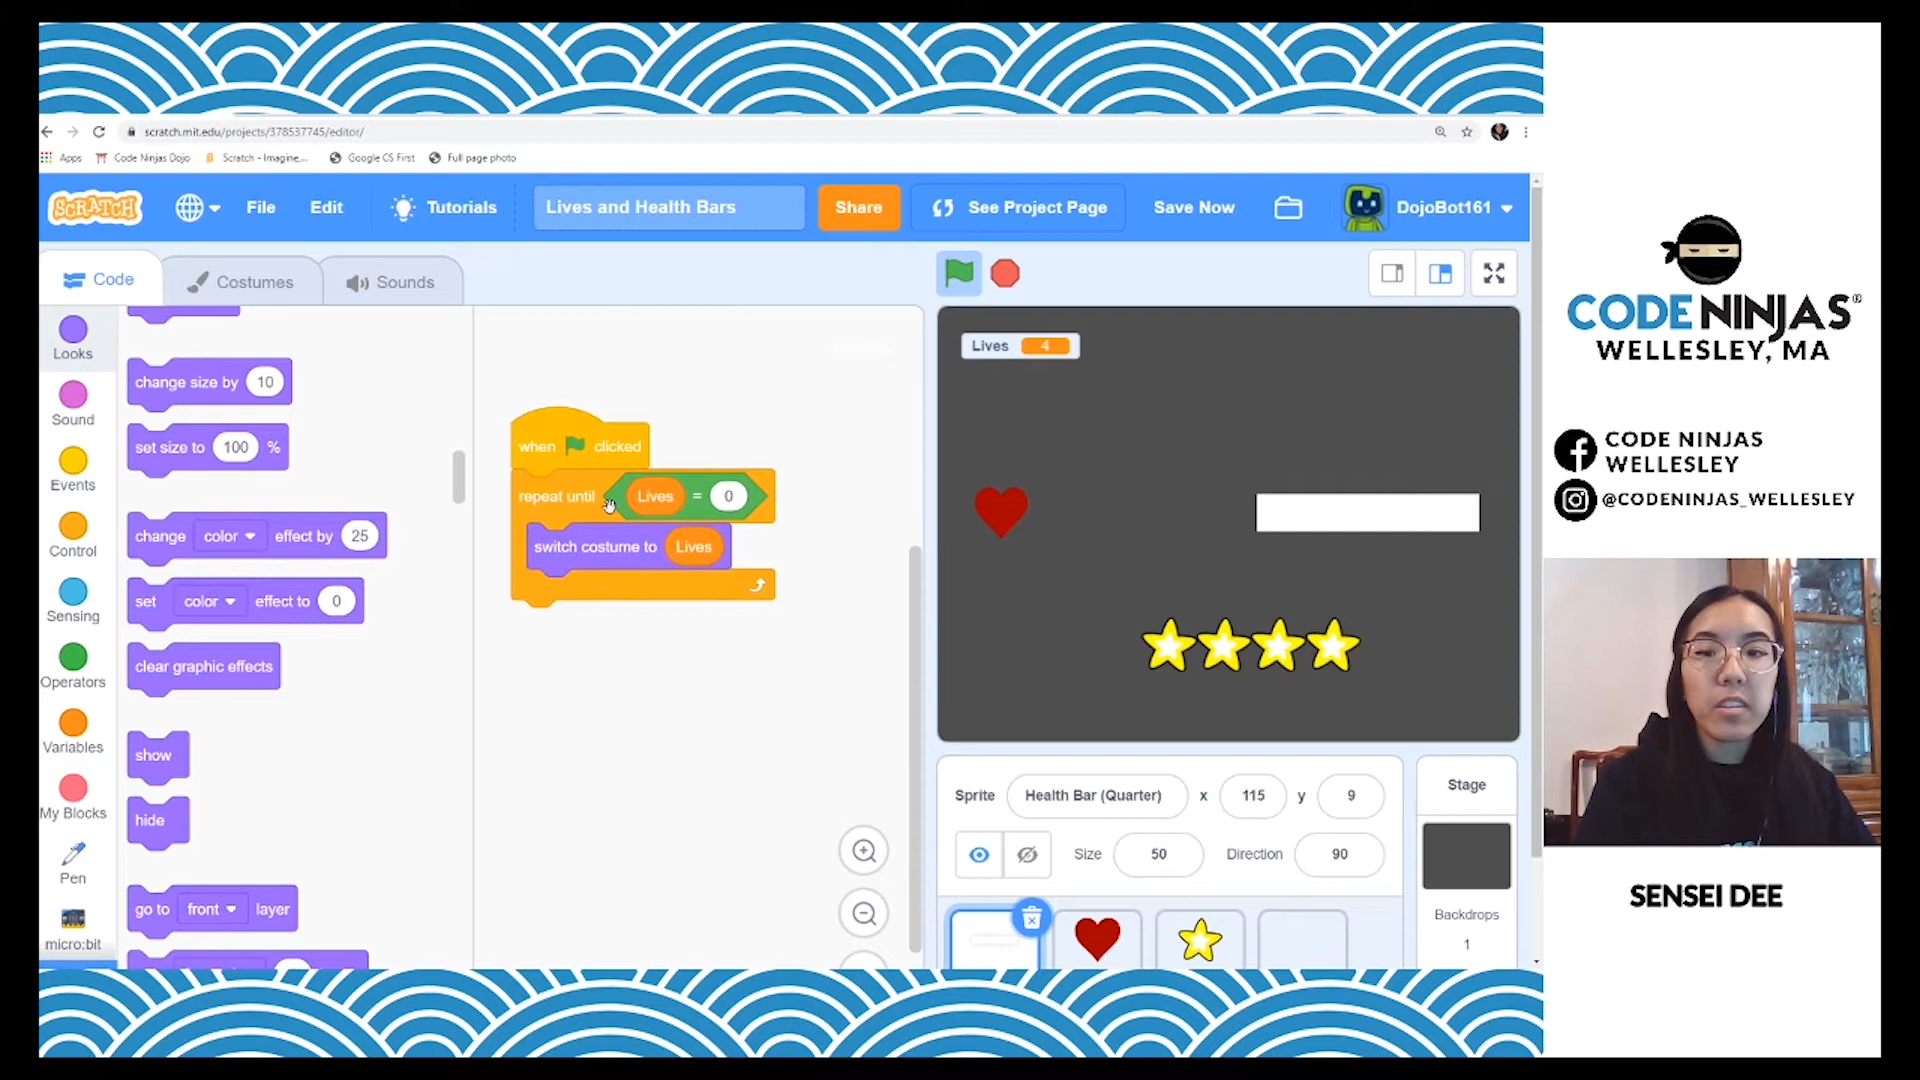 scratch.mit.edu/projects/378537745/editor/
Apps Code Ninjas Dojo Scratch - Imagine,... Google CS First Full page photo
SCRATCH File Edit Tutorials Lives and Health Bars Share See Project Page Save Now DojoBot161
Code Costumes Sounds
Looks
Sound
Events
Control
Sensing
Operators
Variables
My Blocks
Pen
micro:bit
change size by 10
set size to 100 %
change color effect by 25
set color effect to 0
clear graphic effects
show
hide
go to front layer
when clicked
repeat until Lives = 0
switch costume to Lives
Lives 4
Sprite Health Bar (Quarter) x 115 y 9
Size 50 Direction 90
Stage
Backdrops
1
CODE NINJAS®
WELLESLEY, MA
CODE NINJAS
WELLESLEY
@CODENINJAS_WELLESLEY
SENSEI DEE